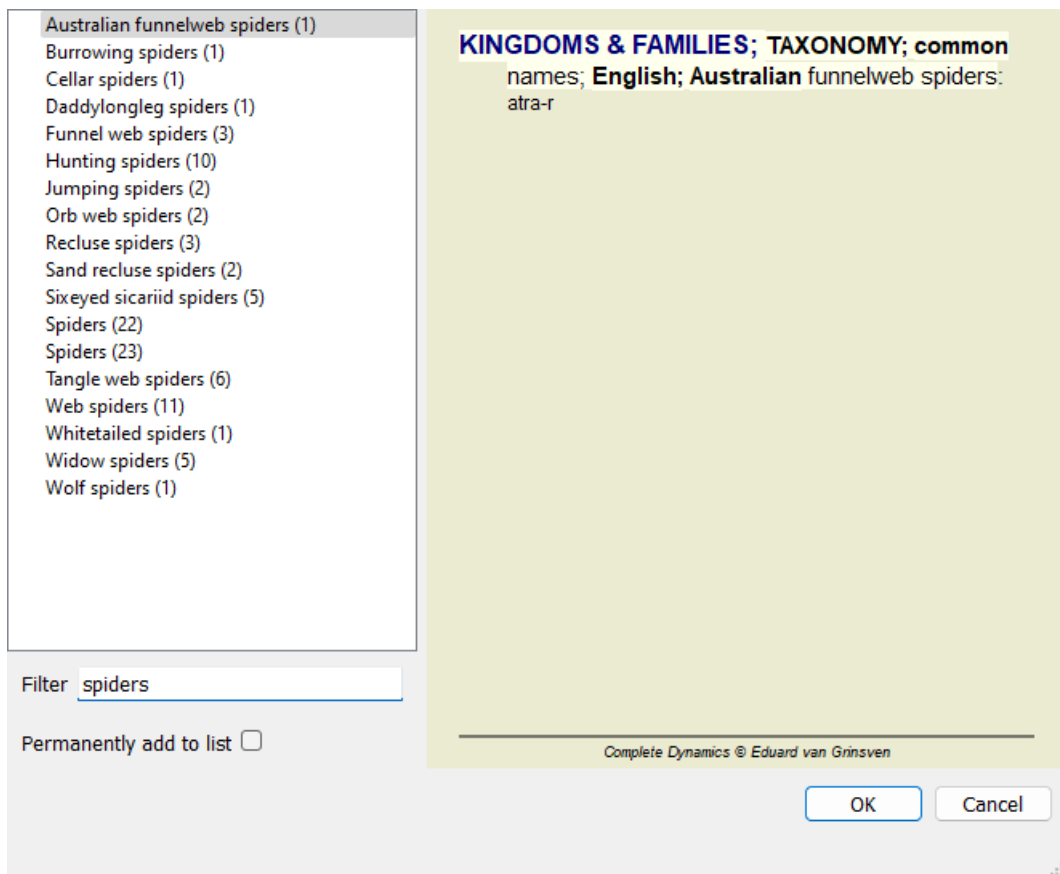 Australian funnelweb spiders (1)
Burrowing spiders (1)
Cellar spiders (1)
Daddylongleg spiders (1)
Funnel web spiders (3)
Hunting spiders (10)
Jumping spiders (2)
Orb web spiders (2)
Recluse spiders (3)
Sand recluse spiders (2)
Sixeyed sicariid spiders (5)
Spiders (22)
Spiders (23)
Tangle web spiders (6)
Web spiders (11)
Whitetailed spiders (1)
Widow spiders (5)
Wolf spiders (1)
Filter spiders
Permanently add to list
KINGDOMS & FAMILIES; TAXONOMY; common
names; English; Australian funnelweb spiders:
atra-r
Complete Dynamics © Eduard van Grinsven
OK Cancel